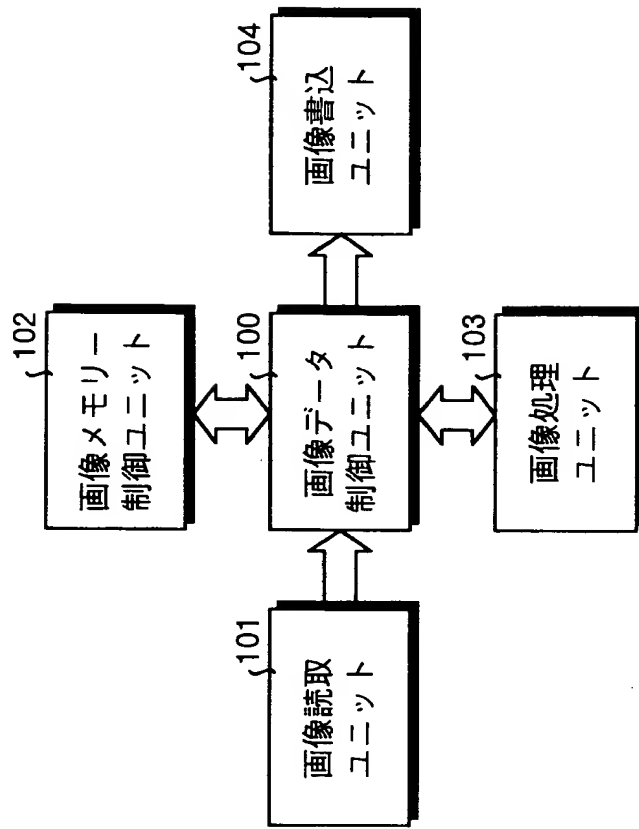 102
画像メモリー
制御ユニット
101
画像読取
ユニット
100
画像データ
制御ユニット
104
画像書込
ユニット
103
画像処理
ユニット